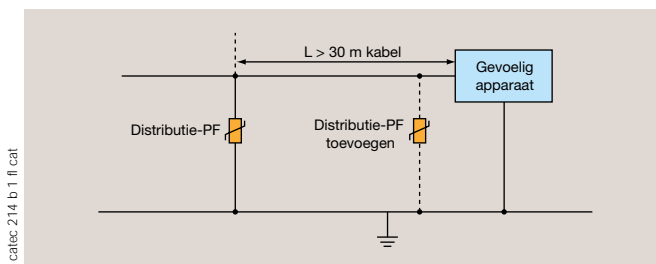 L > 30 m kabel
Gevoelig
apparaat
Distributie-PF
Distributie-PF
toevoegen
catec 214 b 1 fl cat